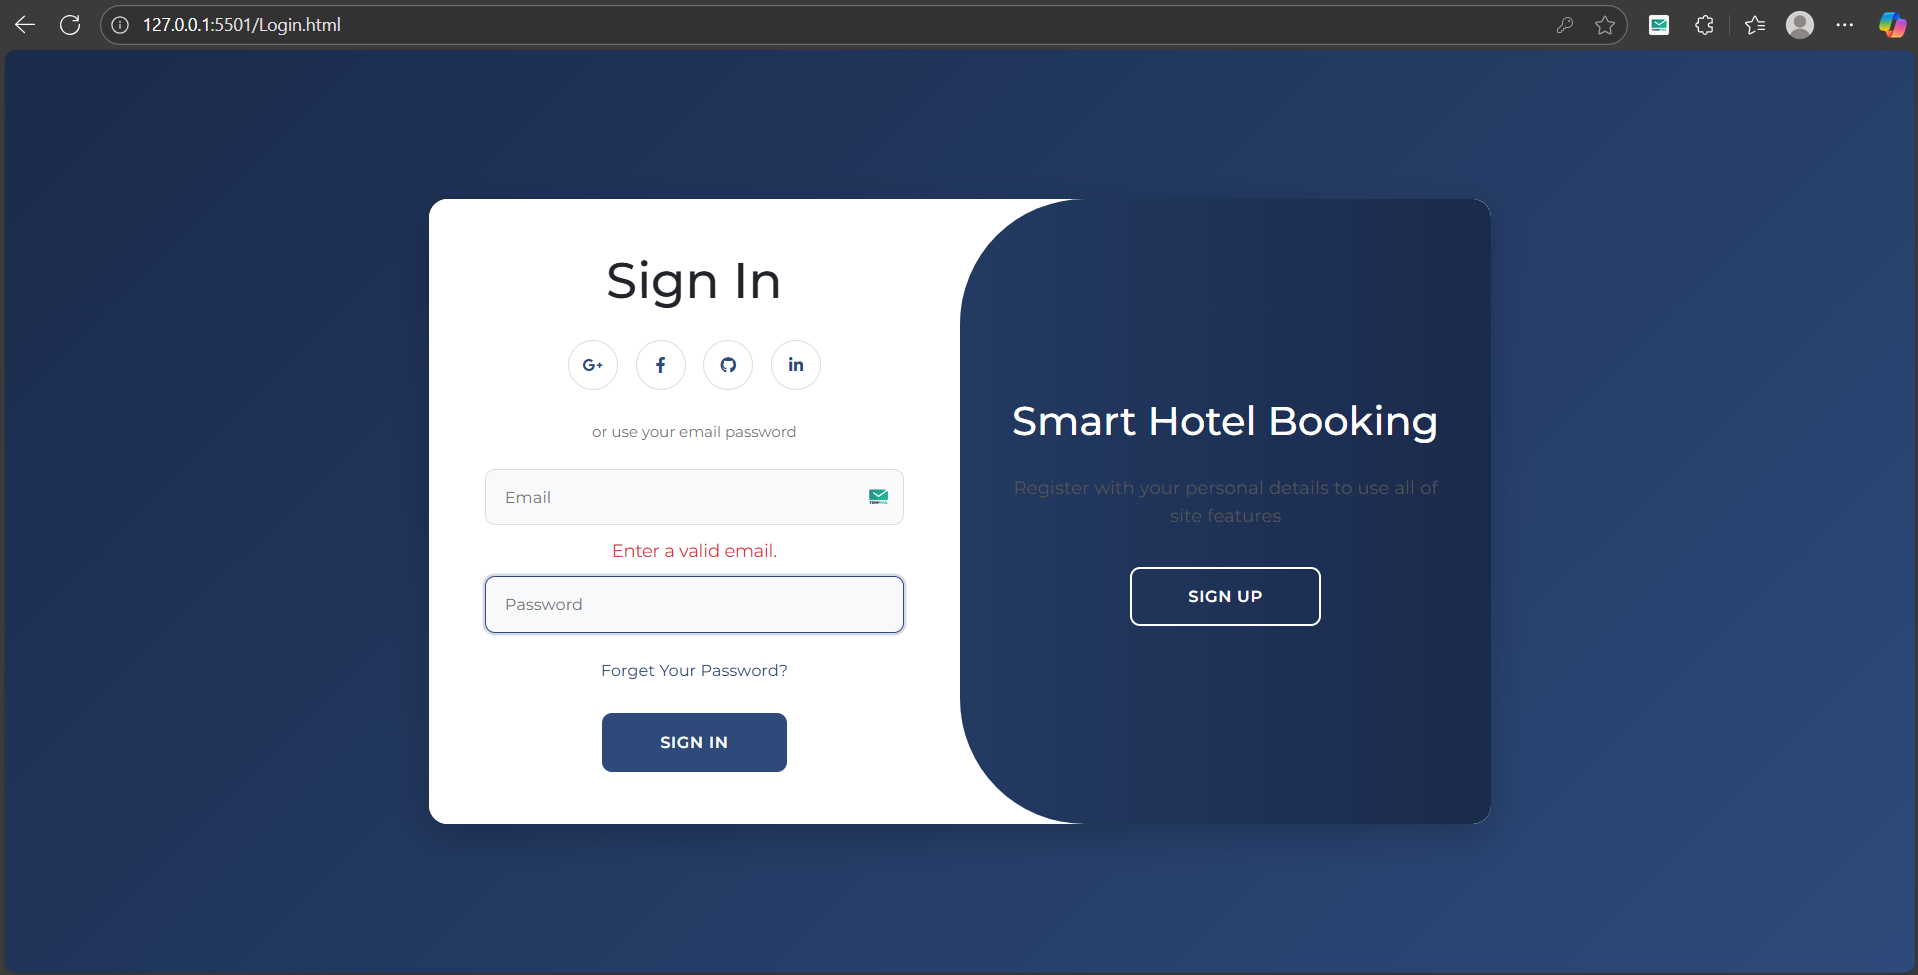 127.0.0.1:5501/Login.html
Sign In
G+
f
in
or use your email password
Email
Enter a valid email.
Password
Forget Your Password?
SIGN IN
Smart Hotel Booking
Register with your personal details to use all of
site features
SIGN UP